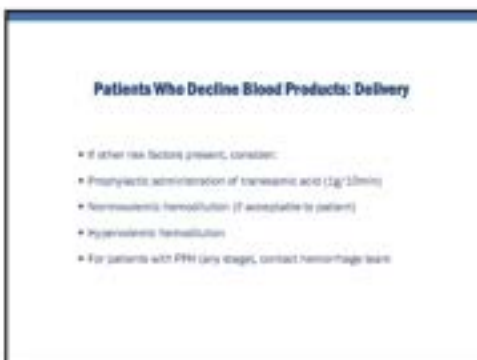 Patients Who Decline Blood Products: Delivery
• If other risk factors present, consider:
• Prophylactic administration of tranexamic acid (1g/10min)
• Normovolemic hemodilution (if acceptable to patient)
• Hypervolemic hemodilution
• For patients with PPH (any stage), contact hemorrhage team